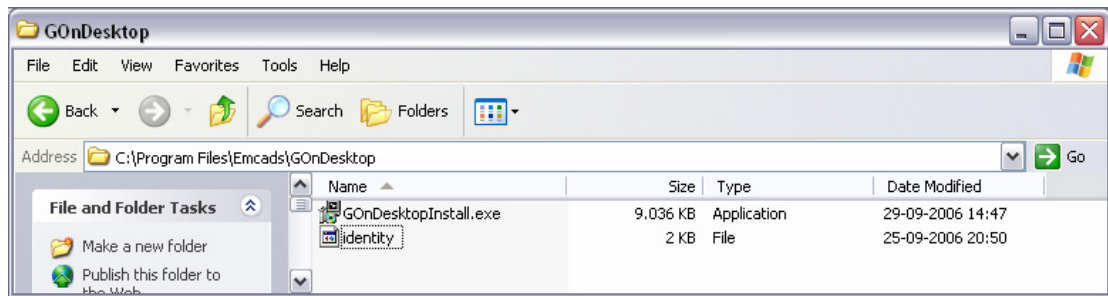 GOnDesktop
File Edit View Favorites Tools Help
Back Search Folders
Address C:\Program Files\Emcads\GOnDesktop Go
File and Folder Tasks
Make a new folder
Publish this folder to
the Web
Name Size Type Date Modified
GOnDesktopInstall.exe 9.036 KB Application 29-09-2006 14:47
identity 2 KB File 25-09-2006 20:50